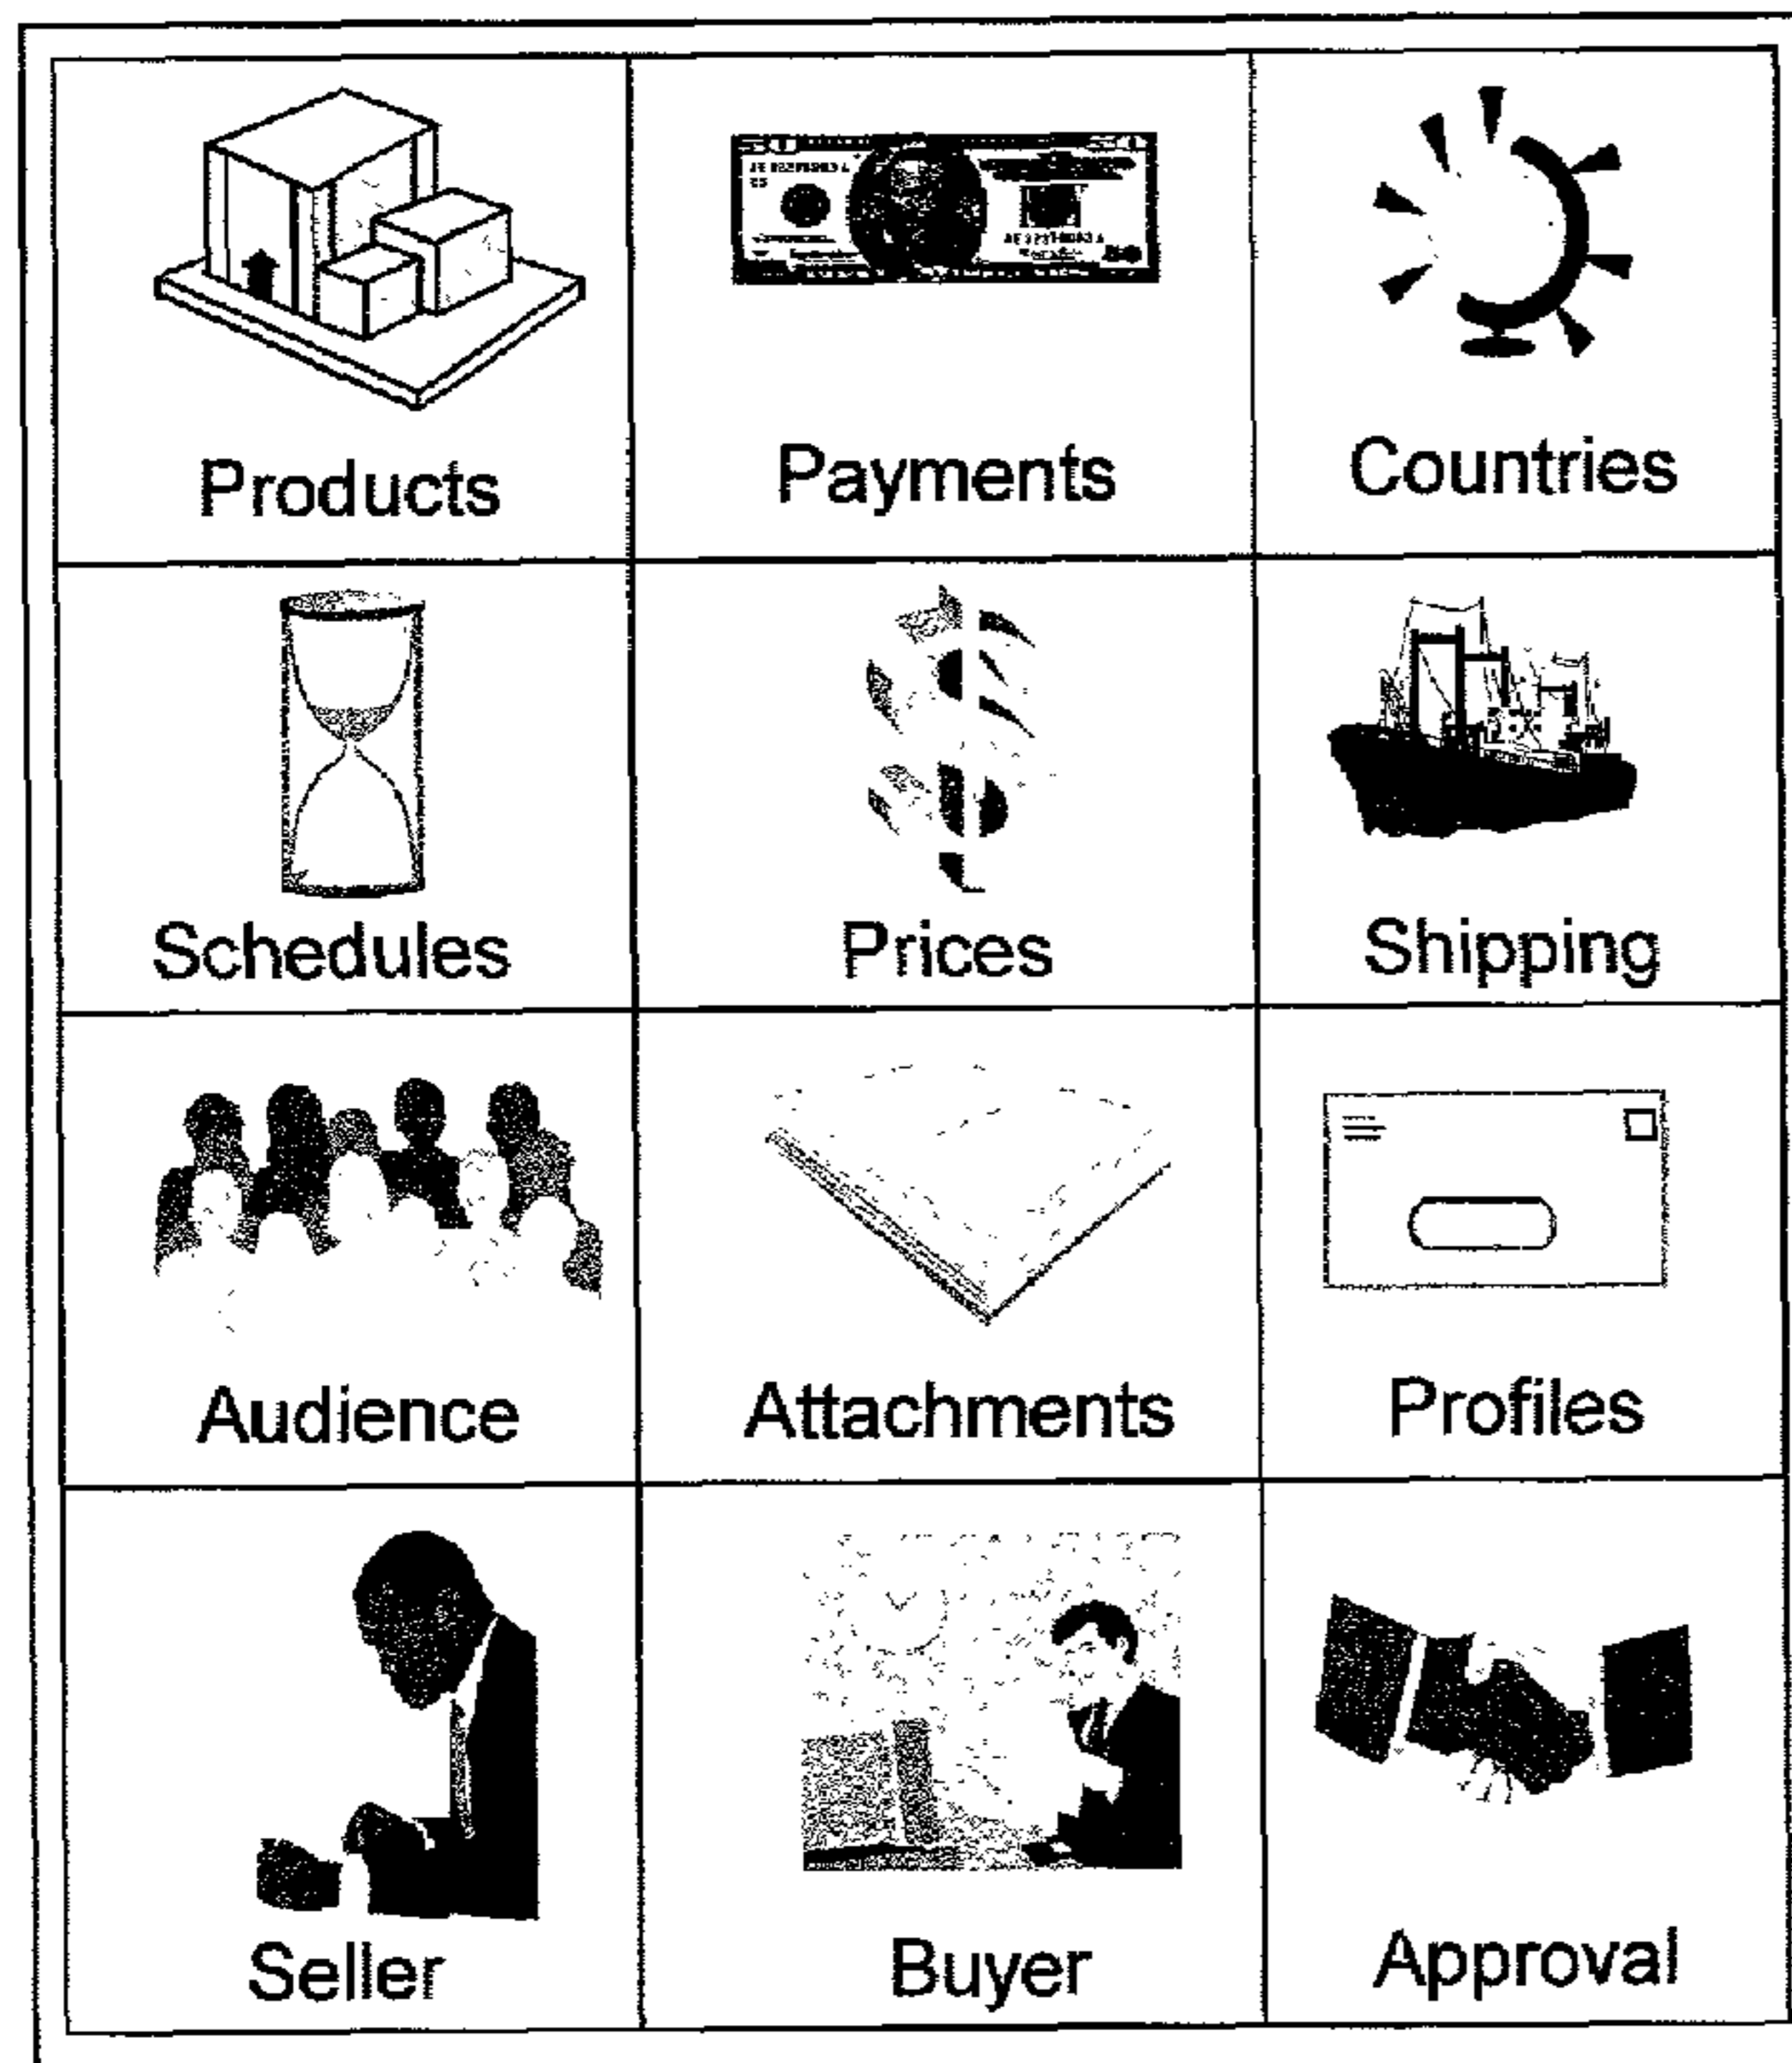 Products Payments Countries
Schedules Prices Shipping
Audience Attachments Profiles
Seller Buyer Approval